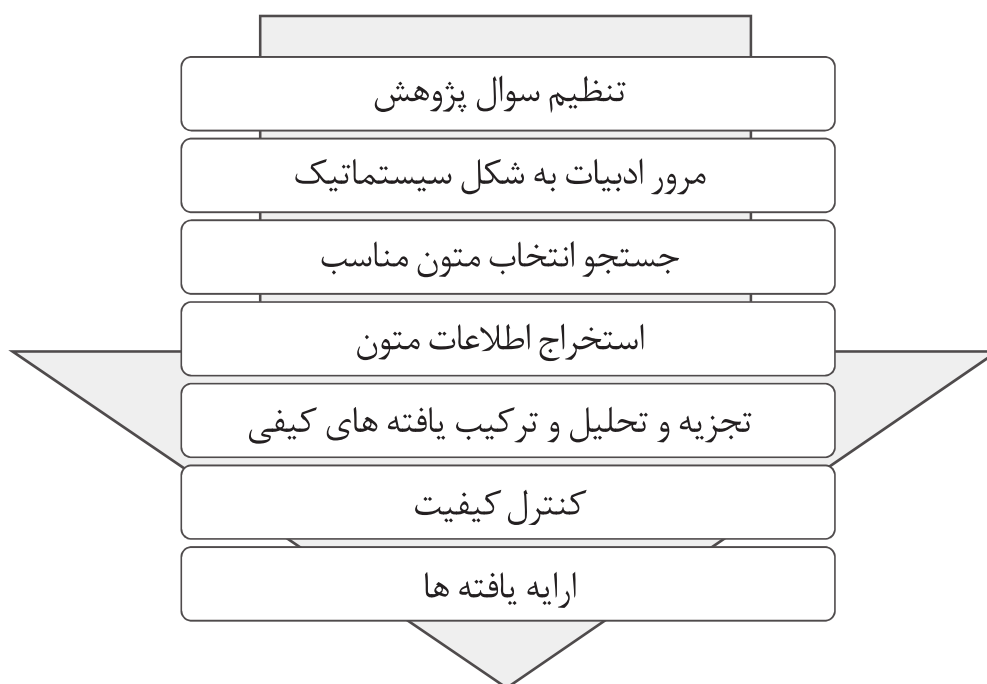 تنظیم سوال پژوهش
مرور ادبیات به شکل سیستماتیک
جستجو انتخاب متون مناسب
استخراج اطلاعات متون
تجزیه و تحلیل و ترکیب یافته های کیفی
کنترل کیفیت
ارایه یافته ها